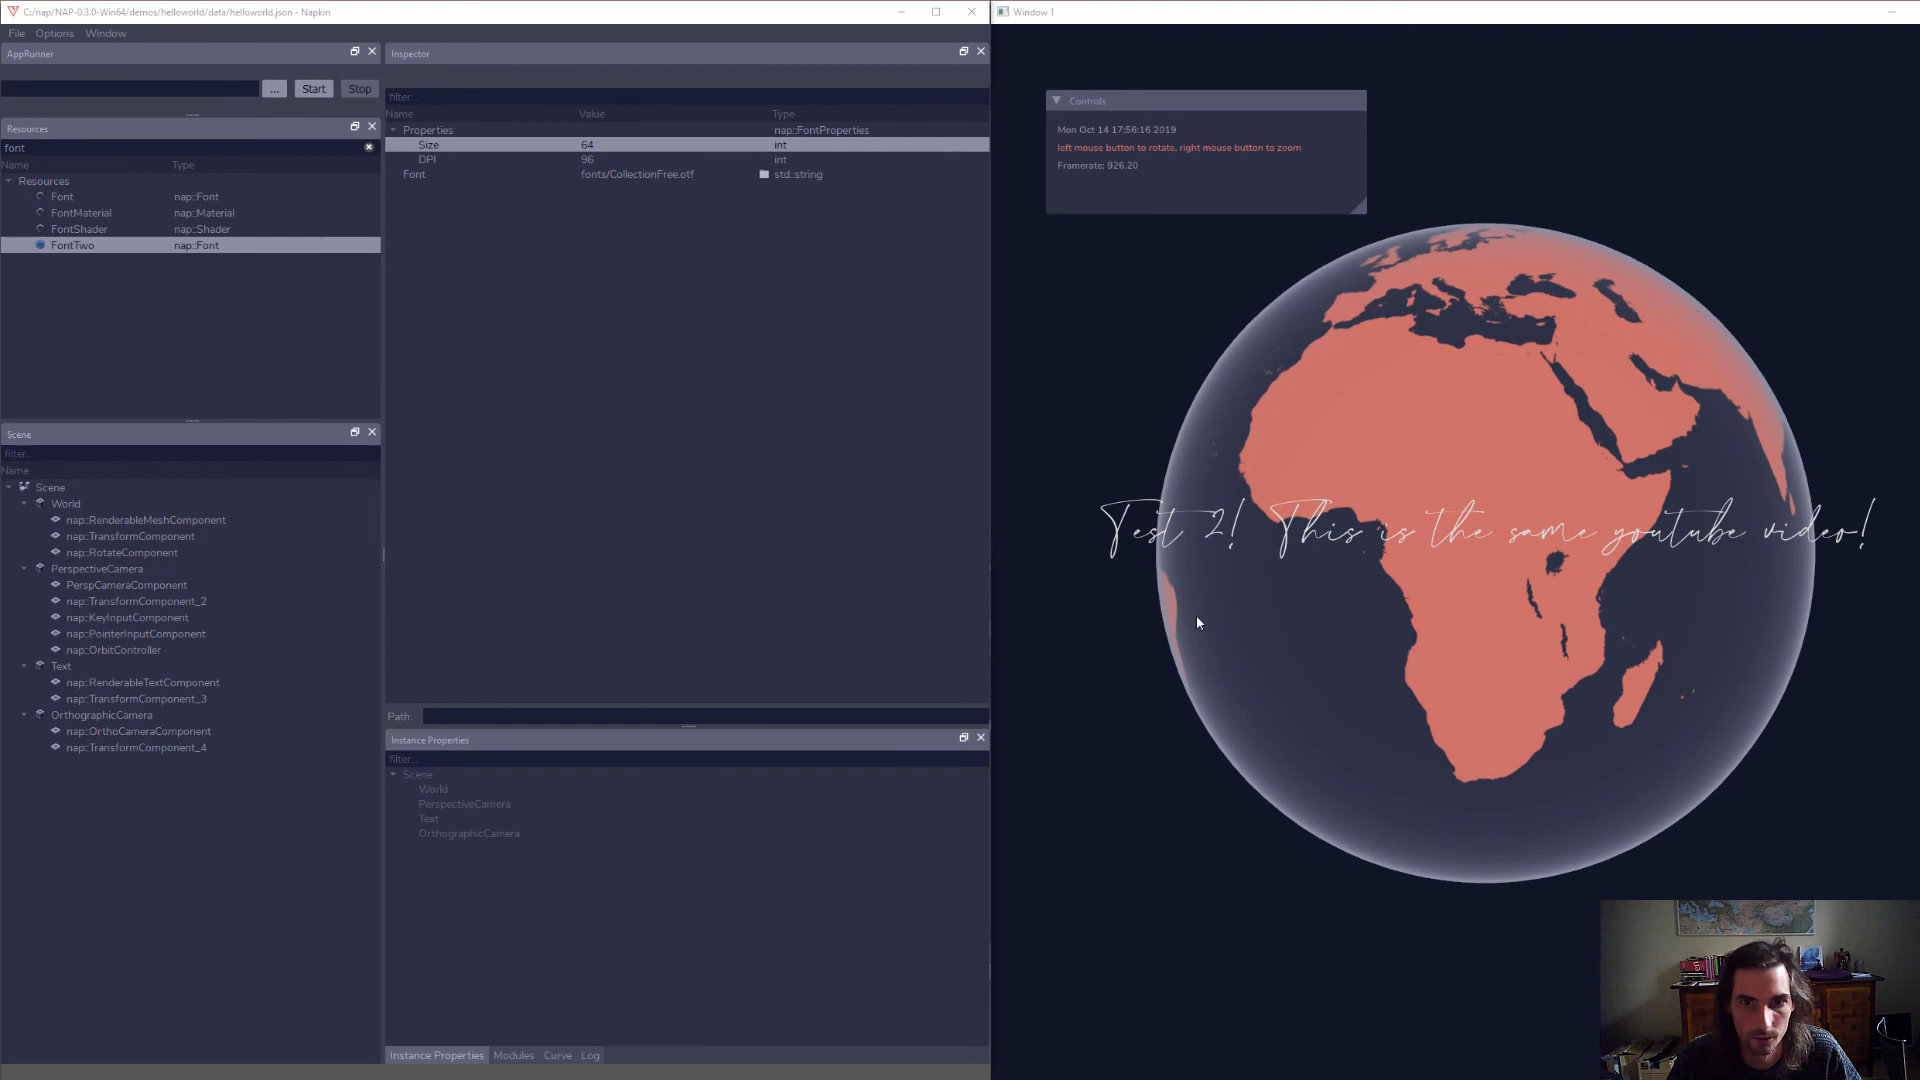 C:/nap/NAP-0.3.0-Win64/demos/helloworld/data/helloworld.json - Napkin
File Options Window
AppRunner
... Start Stop
Resources
font
Name Type
Resources
Font nap::Font
FontMaterial nap::Material
FontShader nap::Shader
FontTwo nap::Font
Scene
filter...
Name
Scene
World
nap::RenderableMeshComponent
nap::TransformComponent
nap::RotateComponent
PerspectiveCamera
PerspCameraComponent
nap::TransformComponent_2
nap::KeyInputComponent
nap::PointerInputComponent
nap::OrbitController
Text
nap::RenderableTextComponent
nap::TransformComponent_3
OrthographicCamera
nap::OrthoCameraComponent
nap::TransformComponent_4
Inspector
filter...
Name Value Type
Properties nap::FontProperties
Size 64 int
DPI 96 int
Font fonts/CollectionFree.otf std::string
Path:
Instance Properties
filter...
Scene
World
PerspectiveCamera
Text
OrthographicCamera
Instance Properties Modules Curve Log
Window 1
Controls
Mon Oct 14 17:56:16 2019
left mouse button to rotate, right mouse button to zoom
Framerate: 926.20
Test 2! This is the same youtube video!